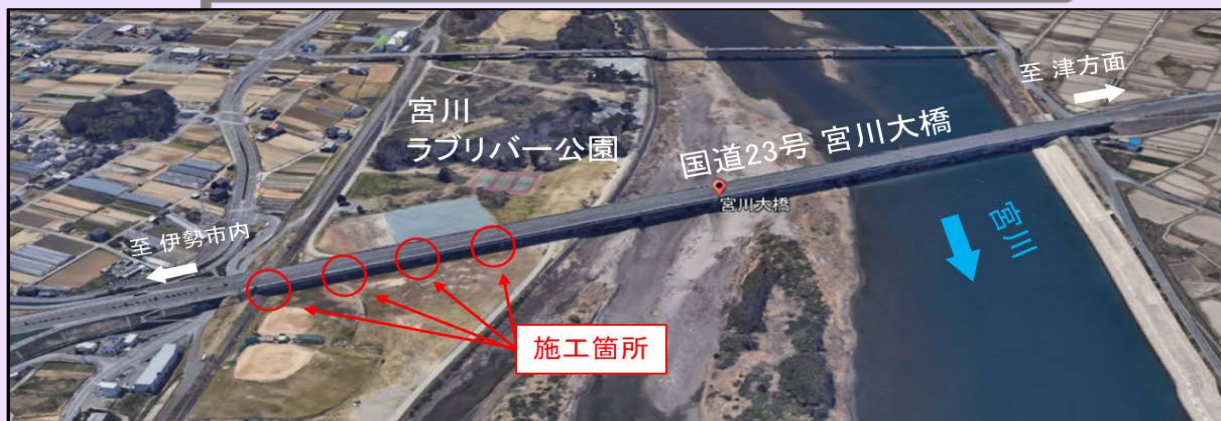 至 津方面
宮川
ラブリバー公園
国道23号 宮川大橋
宮川大橋
宮川
至 伊勢市内
施工箇所